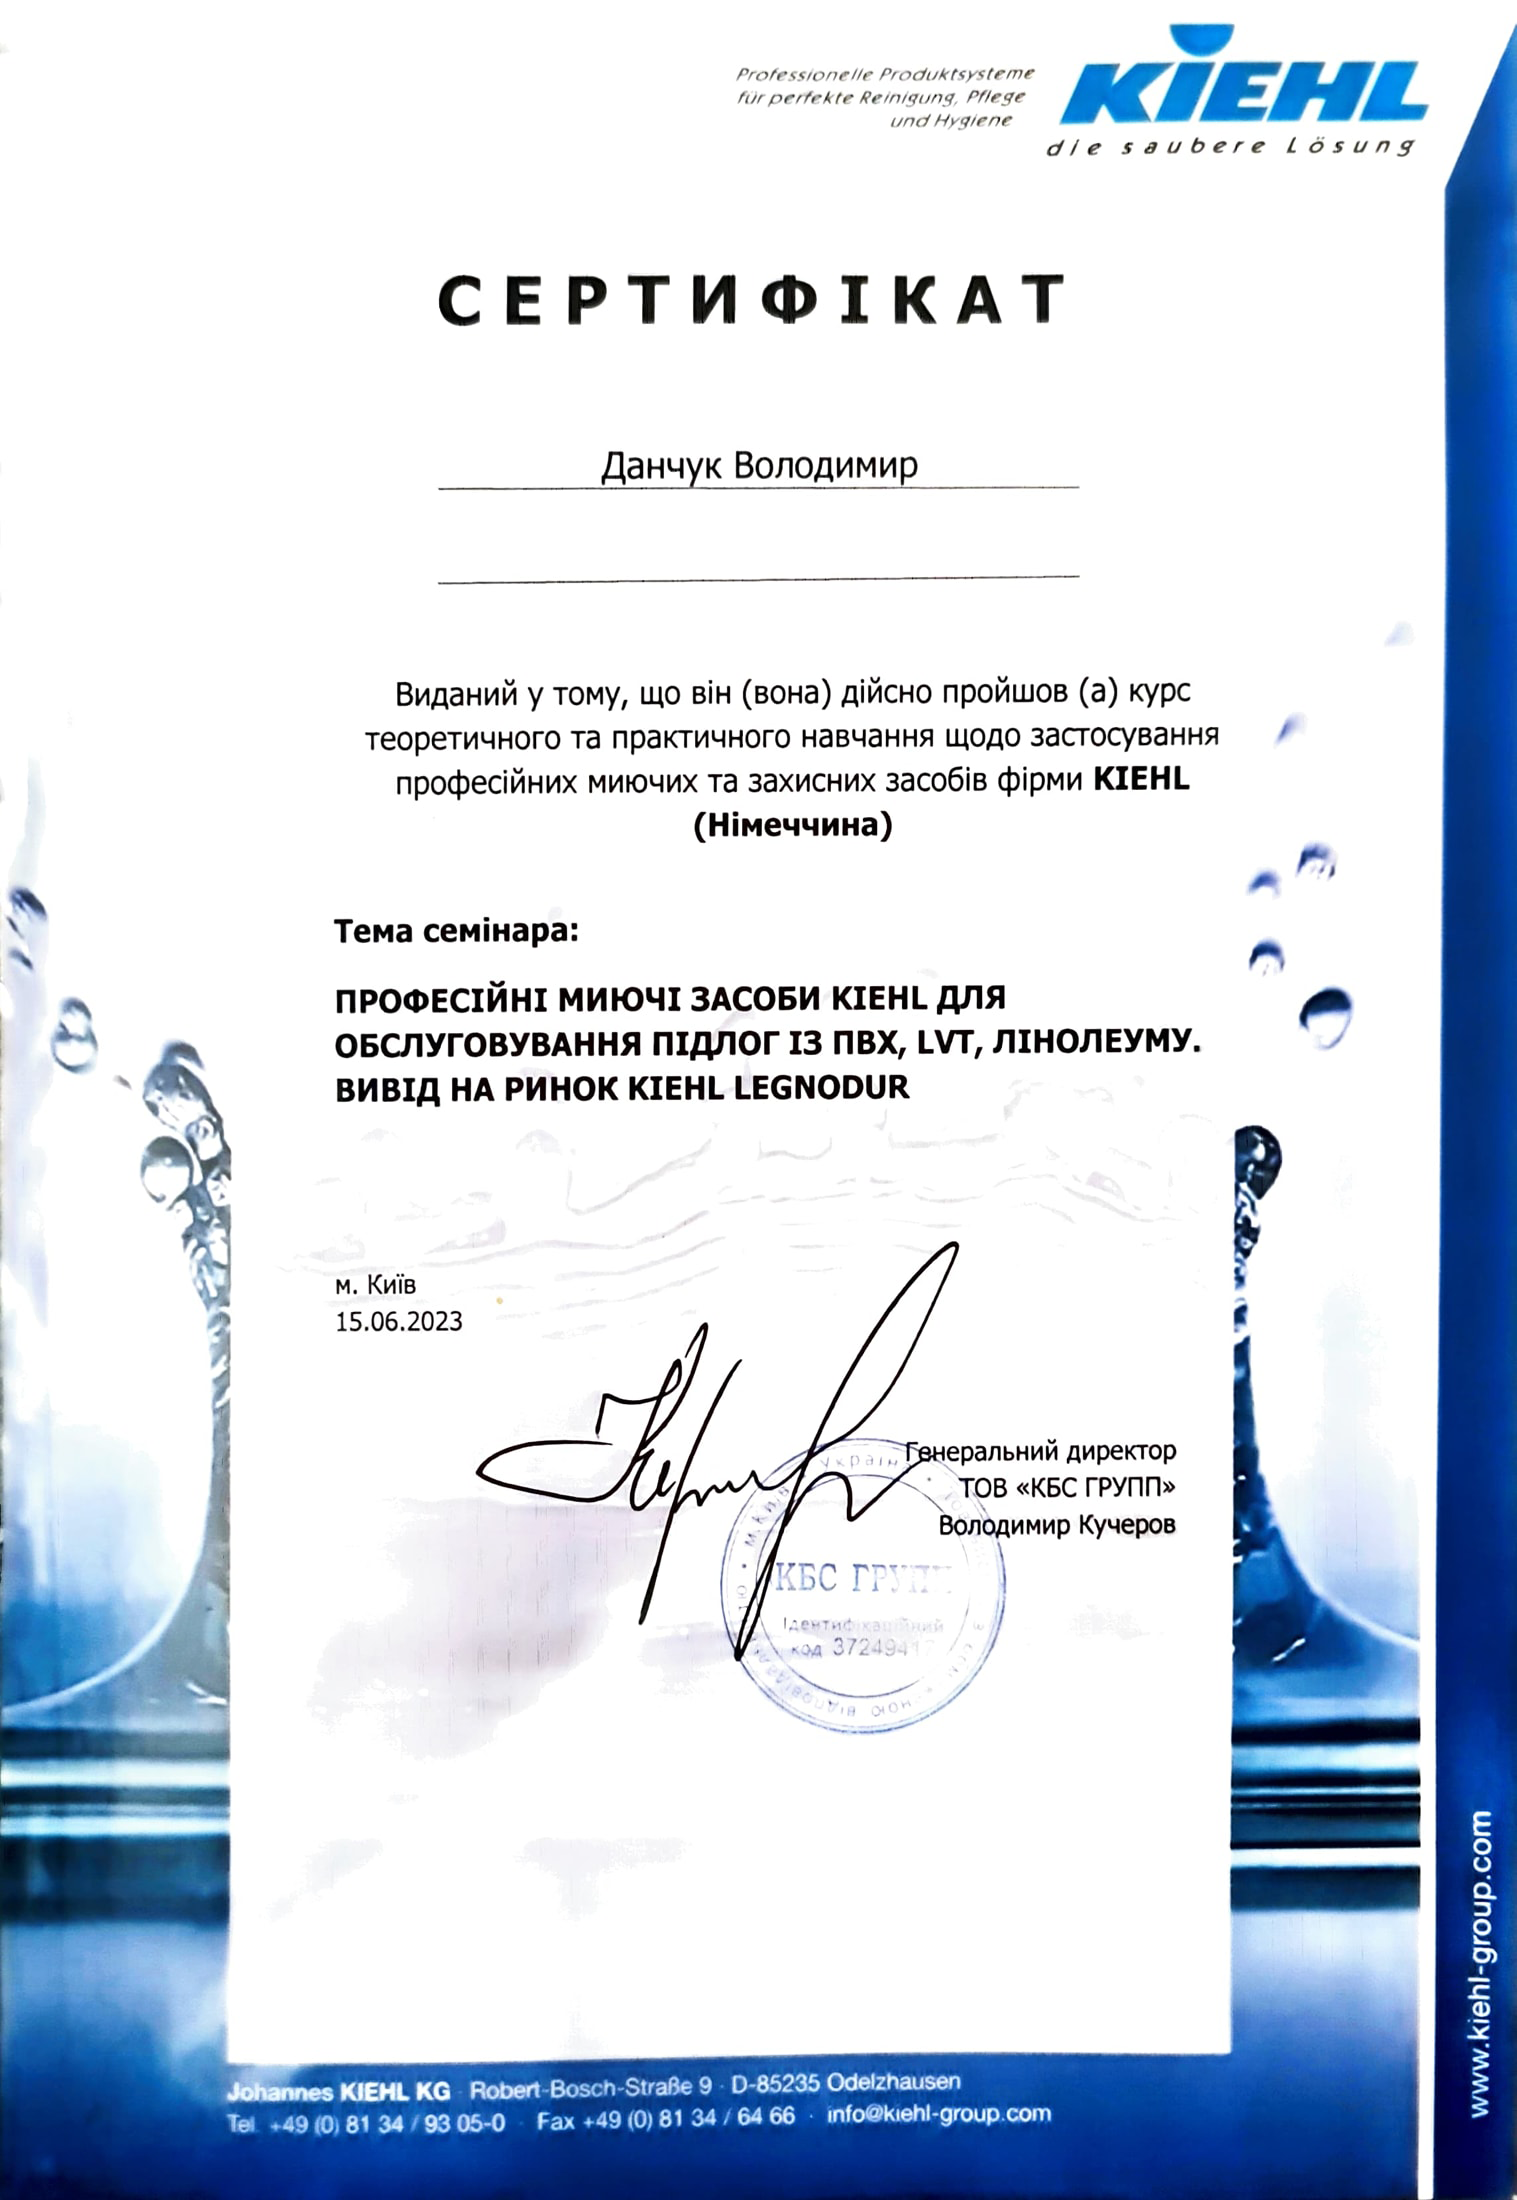 Professionelle Produktsysteme
für perfekte Reinigung, Pflege
und Hygiene
KIEHL
die saubere Lösung
СЕРТИФІКАТ
Данчук Володимир
Виданий у тому, що він (вона) дійсно пройшов (а) курс
теоретичного та практичного навчання щодо застосування
професійних миючих та захисних засобів фірми KIEHL
(Німеччина)
Тема семінара:
ПРОФЕСІЙНІ МИЮЧІ ЗАСОБИ KIEHL ДЛЯ
ОБСЛУГОВУВАННЯ ПІДЛОГ ІЗ ПВХ, LVT, ЛІНОЛЕУМУ.
ВИВІД НА РИНОК KIEHL LEGNODUR
м. Київ
15.06.2023
Генеральний директор
ТОВ «КБС ГРУПП»
Володимир Кучеров
КБС ГРУПП
Ідентифікаційний
код
www.kiehl-group.com
Johannes KIEHL KG · Robert-Bosch-Straße 9 · D-85235 Odelzhausen
Tel. +49 (0) 81 34 / 93 05-0 · Fax +49 (0) 81 34 / 64 66 · info@kiehl-group.com